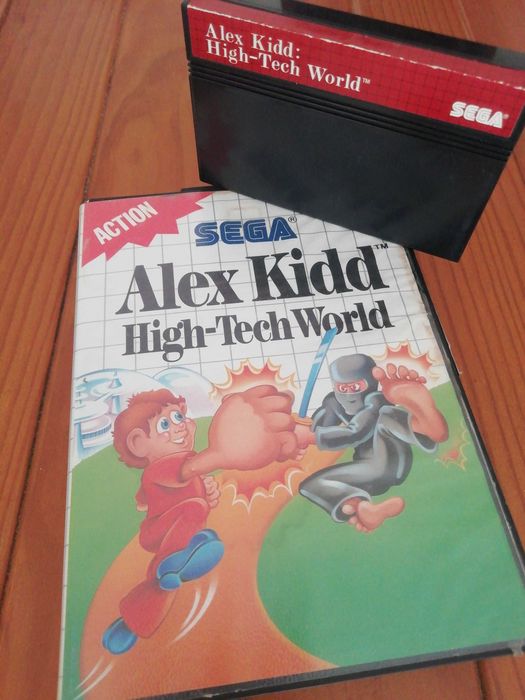 Alex Kidd:
High-Tech World™
SEGA
ACTION
SEGA®
Alex Kidd™
High-Tech World